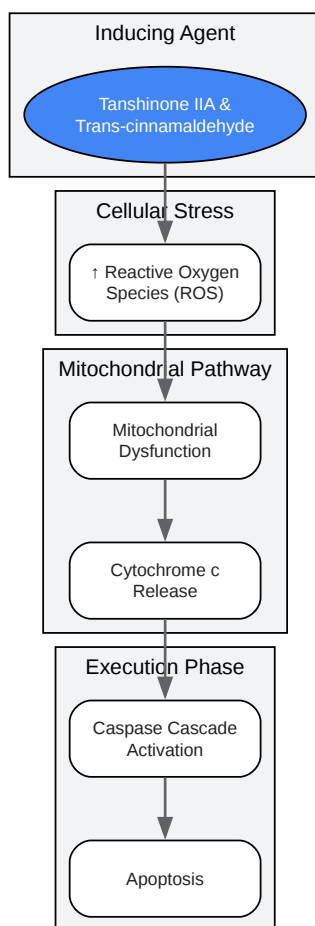 Inducing Agent
Tanshinone IIA &
Trans-cinnamaldehyde
Cellular Stress
↑ Reactive Oxygen
Species (ROS)
Mitochondrial Pathway
Mitochondrial
Dysfunction
Cytochrome c
Release
Execution Phase
Caspase Cascade
Activation
Apoptosis